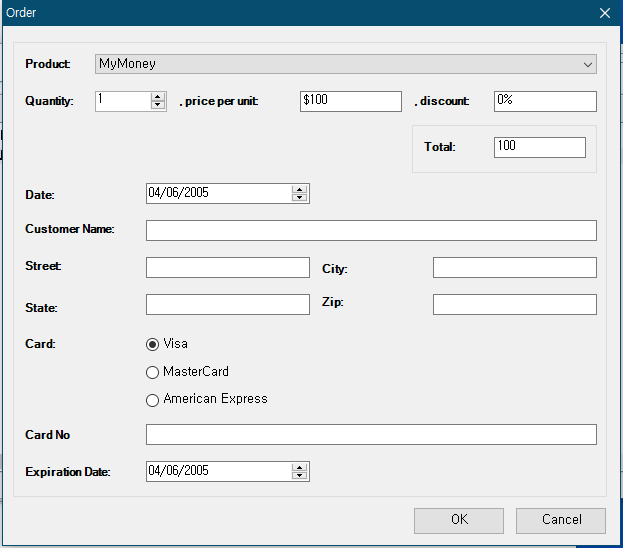 Order
Product: MyMoney
Quantity: 1 , price per unit: $100 , discount: 0%
Total: 100
Date: 04/06/2005
Customer Name:
Street: City:
State: Zip:
Card: Visa
MasterCard
American Express
Card No
Expiration Date: 04/06/2005
OK Cancel